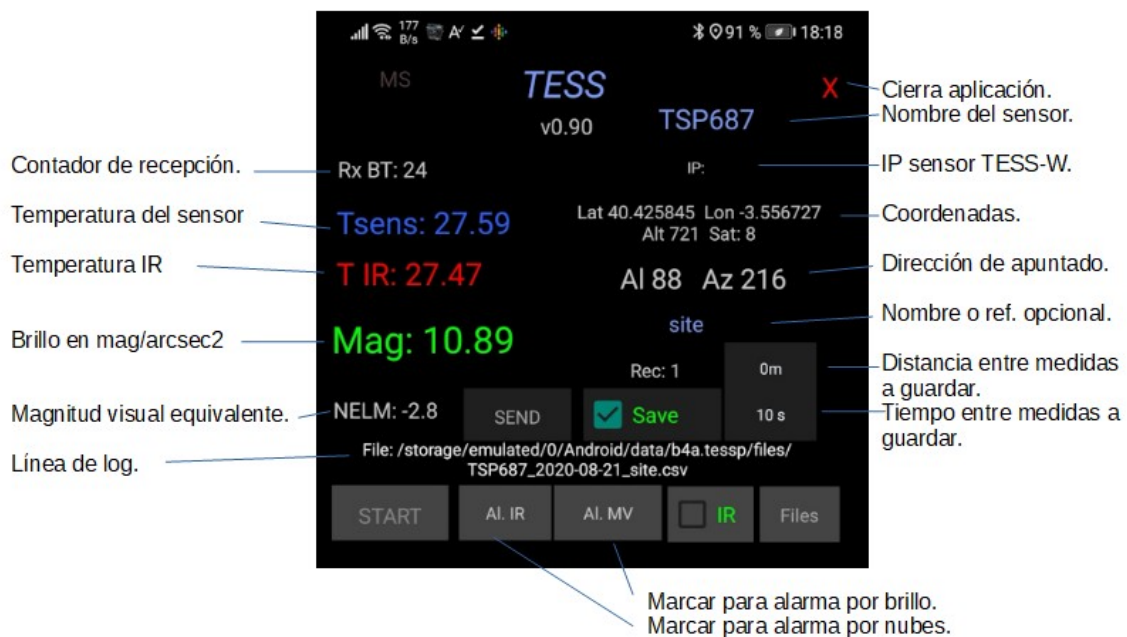 177 B/s 91 % 18:18
MS
TESS
X
Cierra aplicación.
v0.90
TSP687
Nombre del sensor.
Contador de recepción.
Rx BT: 24
IP:
IP sensor TESS-W.
Temperatura del sensor
Tsens: 27.59
Lat 40.425845 Lon -3.556727
Alt 721 Sat: 8
Coordenadas.
Temperatura IR
T IR: 27.47
Al 88 Az 216
Dirección de apuntado.
site
Nombre o ref. opcional.
Brillo en mag/arcsec2
Mag: 10.89
Rec: 1
0m
Distancia entre medidas
a guardar.
Magnitud visual equivalente.
NELM: -2.8
SEND
Save
10 s
Tiempo entre medidas a
guardar.
Línea de log.
File: /storage/emulated/0/Android/data/b4a.tessp/files/
TSP687_2020-08-21_site.csv
START
Al. IR
Al. MV
IR
Files
Marcar para alarma por brillo.
Marcar para alarma por nubes.